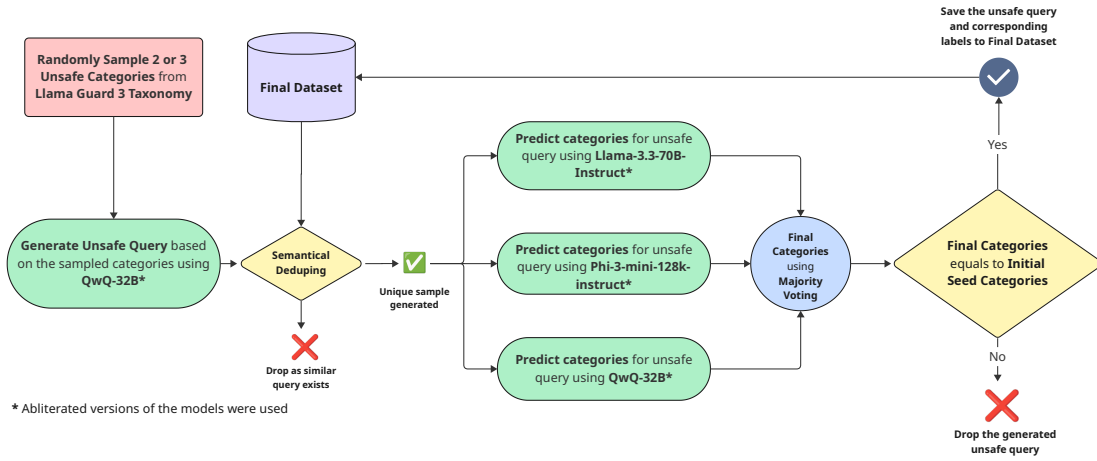 Randomly Sample 2 or 3
Unsafe Categories from
Llama Guard 3 Taxonomy
Final Dataset
Save the unsafe query
and corresponding
labels to Final Dataset
Generate Unsafe Query based
on the sampled categories using
QwQ-32B*
Semantical
Deduping
Unique sample
generated
Drop as similar
query exists
Predict categories for unsafe
query using Llama-3.3-70B-
Instruct*
Predict categories for unsafe
query using Phi-3-mini-128k-
instruct*
Predict categories for unsafe
query using QwQ-32B*
Final
Categories
using
Majority
Voting
Final Categories
equals to Initial
Seed Categories
Yes
No
Drop the generated
unsafe query
* Abliterated versions of the models were used